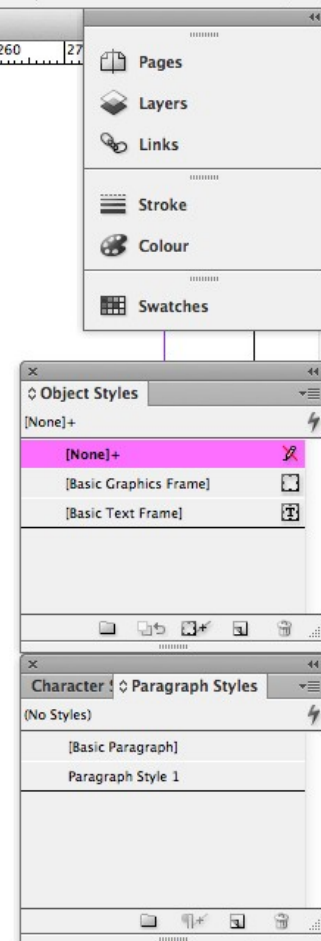 260
27
Pages
Layers
Links
Stroke
Colour
Swatches
Object Styles
[None]+
[None]+
[Basic Graphics Frame]
[Basic Text Frame]
Character Paragraph Styles
(No Styles)
[Basic Paragraph]
Paragraph Style 1